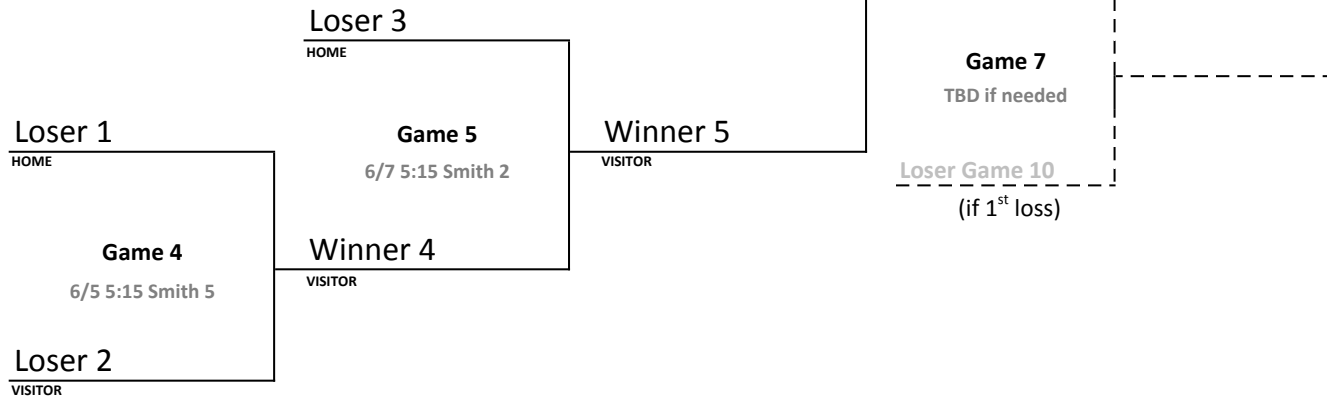 Loser 3
HOME
Game 7
TBD if needed
Loser 1
HOME
Game 5
6/7 5:15 Smith 2
Winner 5
VISITOR
Loser Game 10
(if 1st loss)
Game 4
6/5 5:15 Smith 5
Winner 4
VISITOR
Loser 2
VISITOR